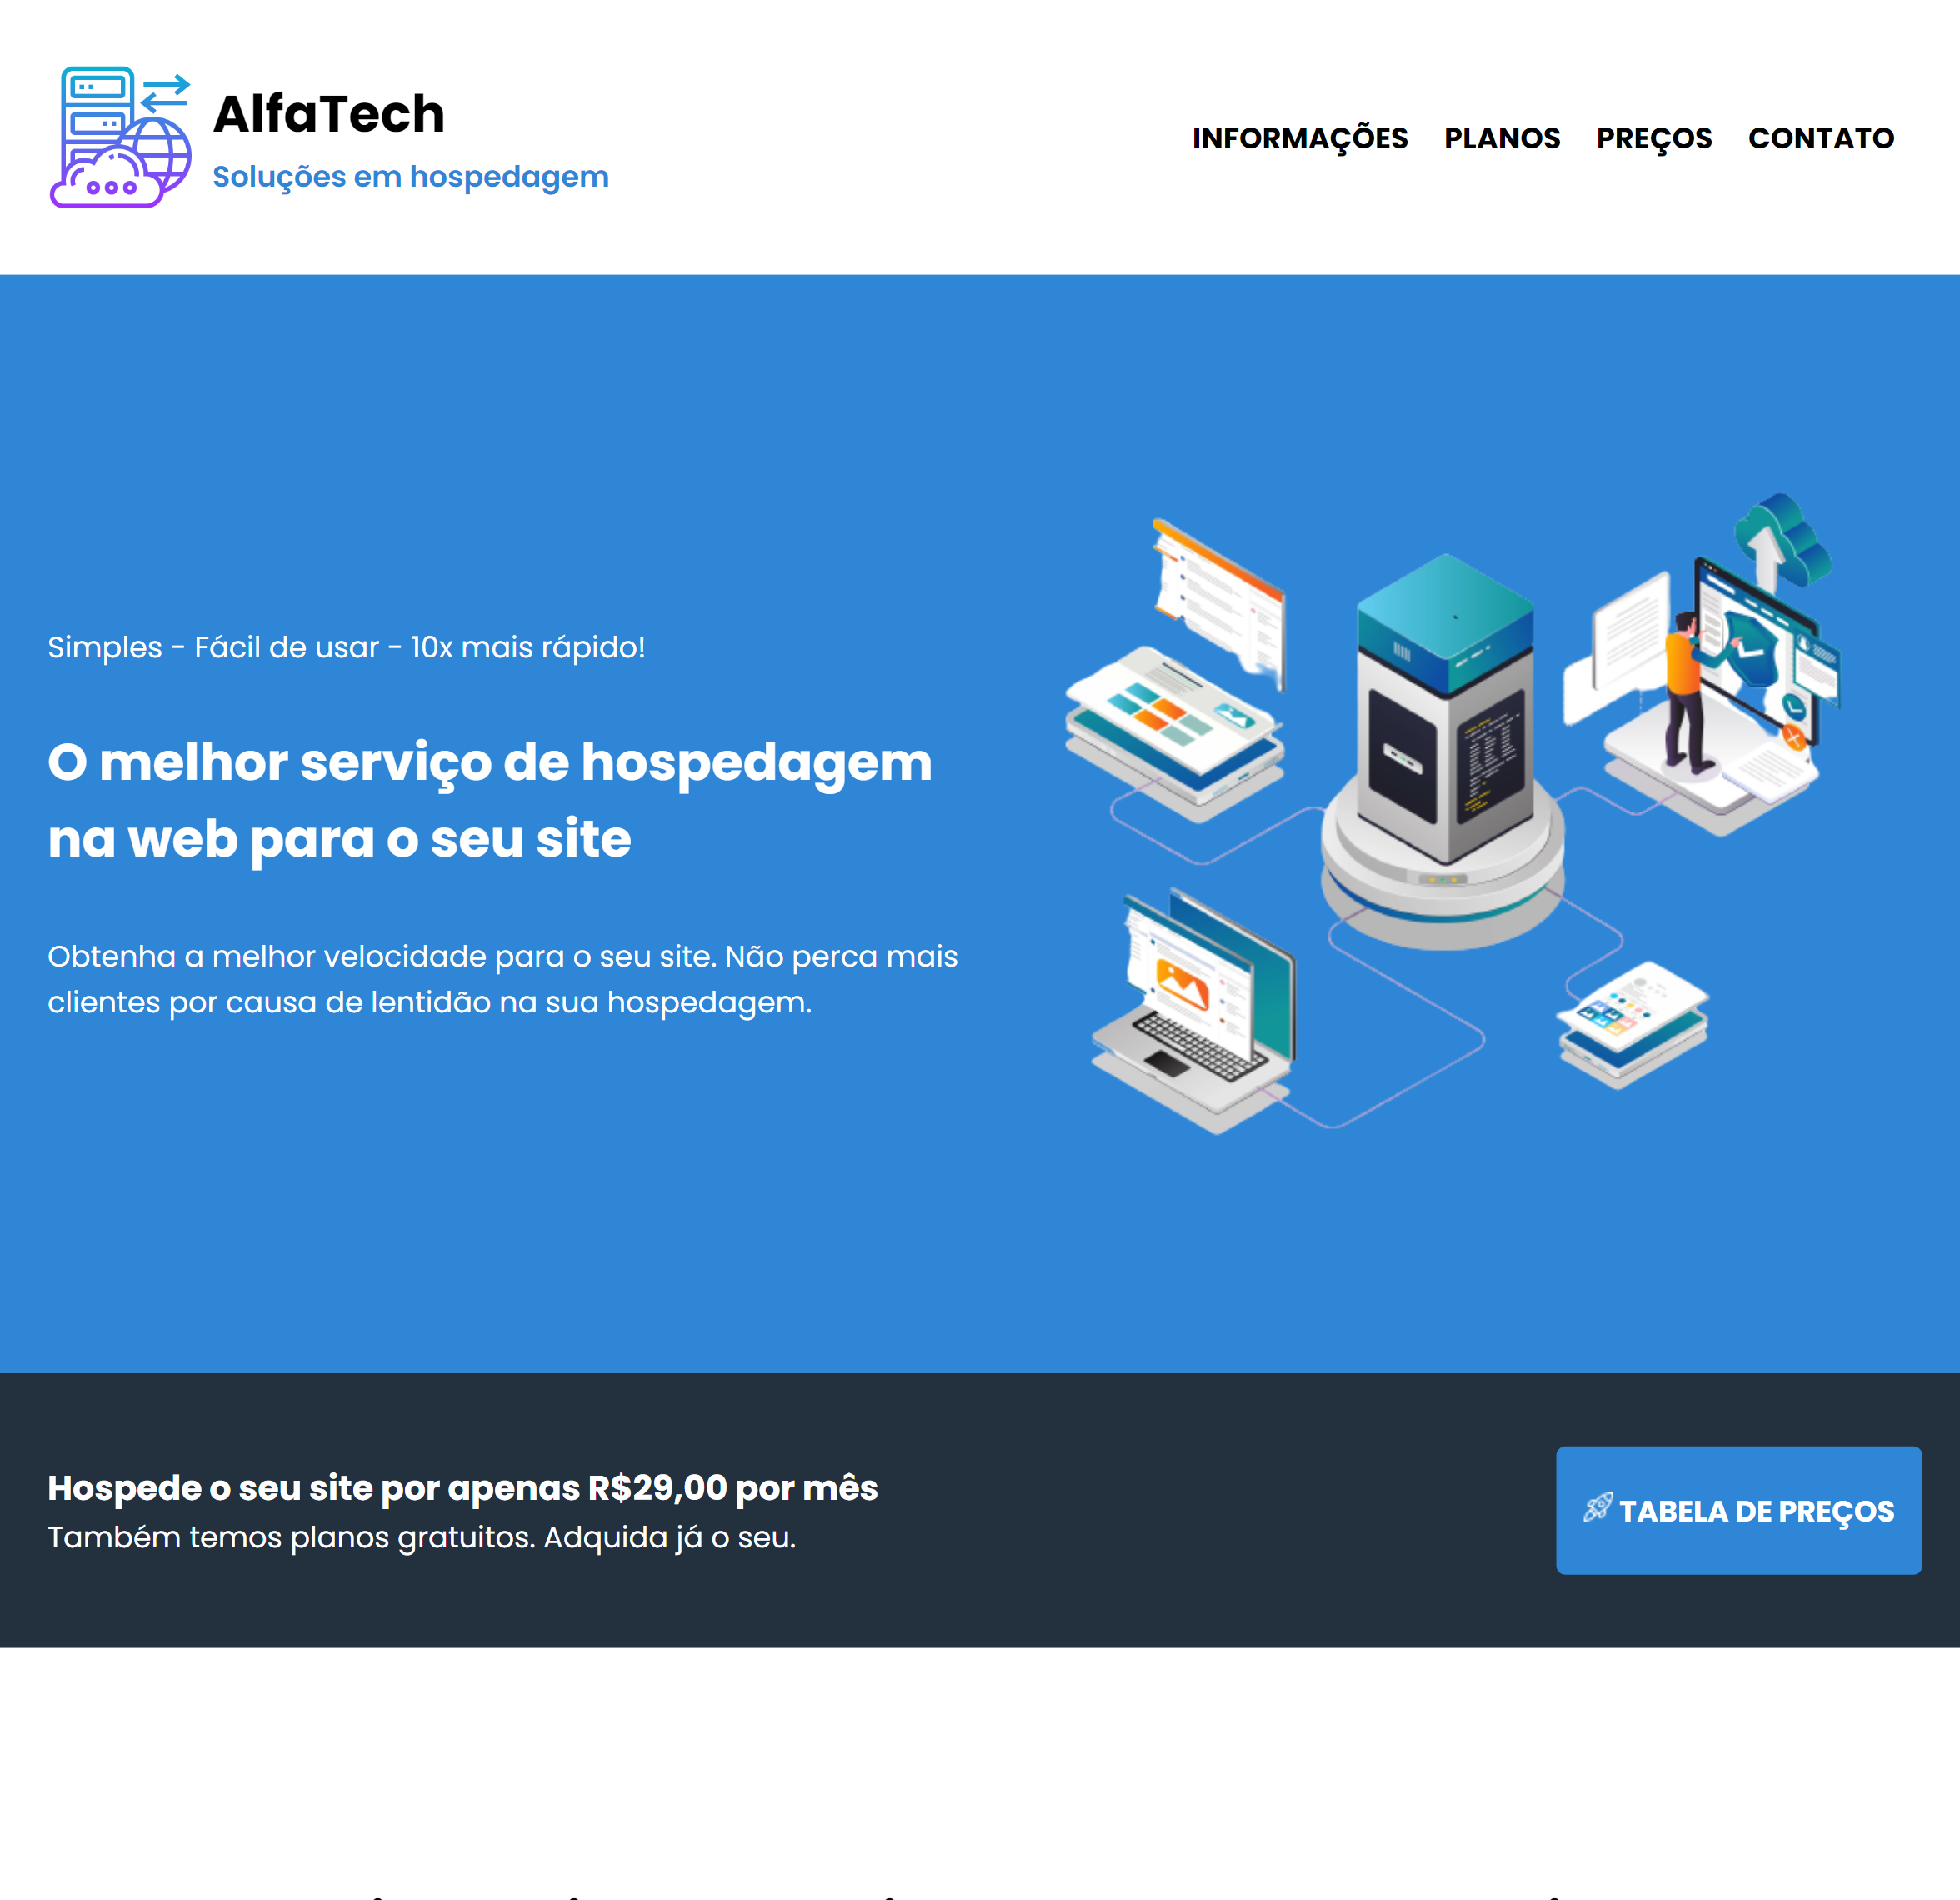 AlfaTech
Soluções em hospedagem
INFORMAÇÕES PLANOS PREÇOS CONTATO
Simples - Fácil de usar - 10x mais rápido!
O melhor serviço de hospedagem
na web para o seu site
Obtenha a melhor velocidade para o seu site. Não perca mais
clientes por causa de lentidão na sua hospedagem.
Hospede o seu site por apenas R$29,00 por mês
Também temos planos gratuitos. Adquida já o seu.
TABELA DE PREÇOS